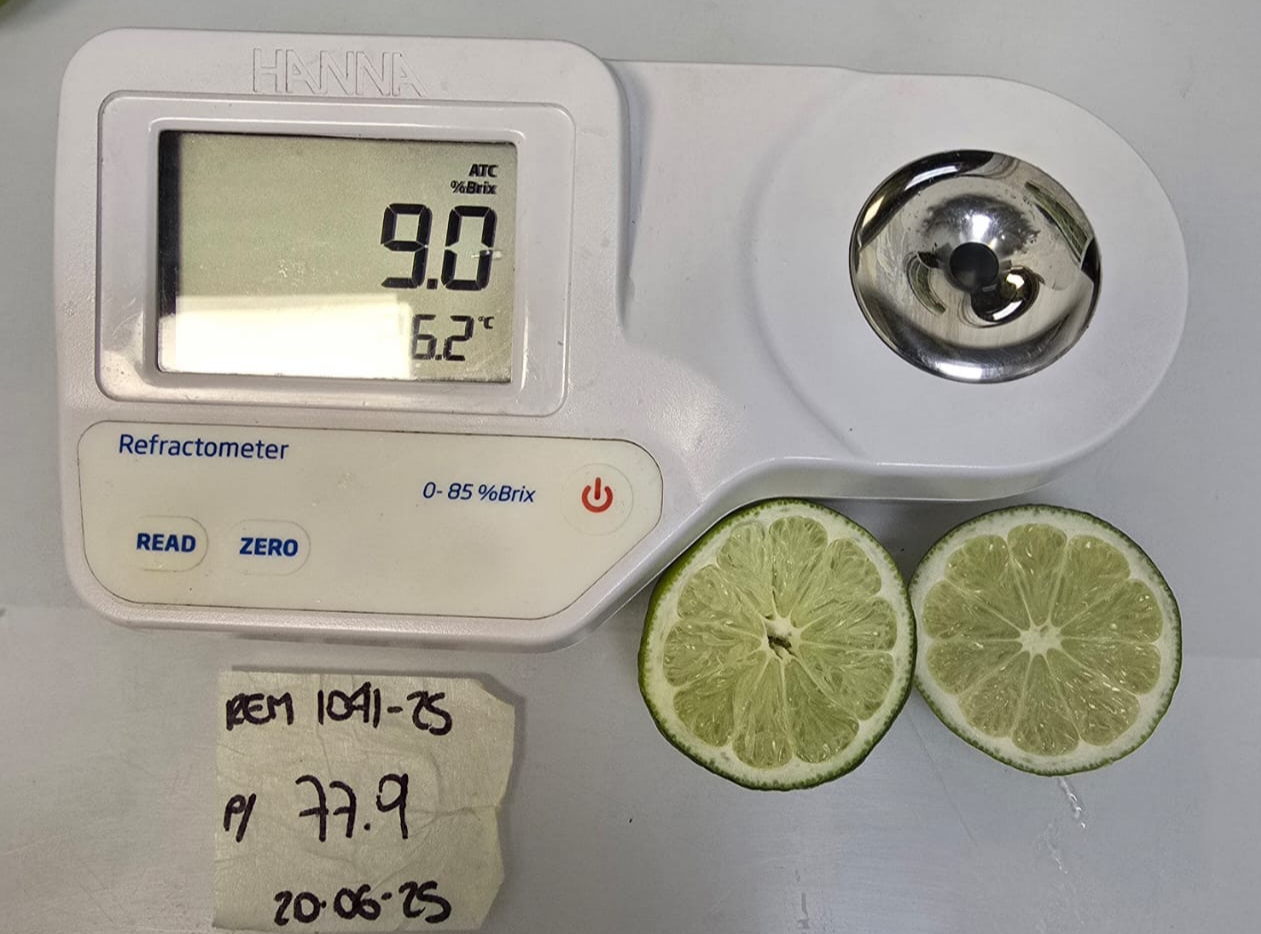 HANNA
ATC
%Brix
9.0
6.2°C
Refractometer
0-85 %Brix
READ
ZERO
REM 1041-25
P/ 77.9
20-06-25